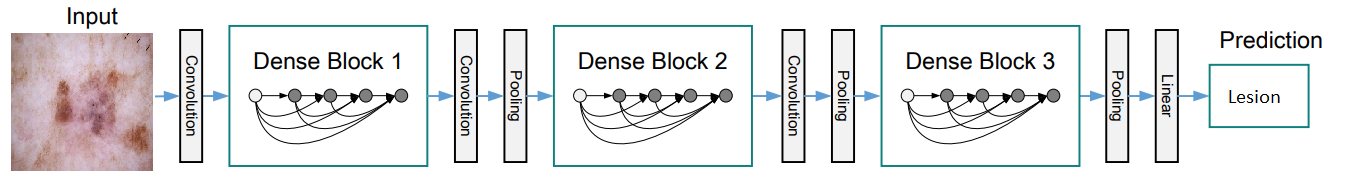 Input
Convolution
Dense Block 1
Convolution
Pooling
Dense Block 2
Convolution
Pooling
Dense Block 3
Pooling
Linear
Prediction
Lesion